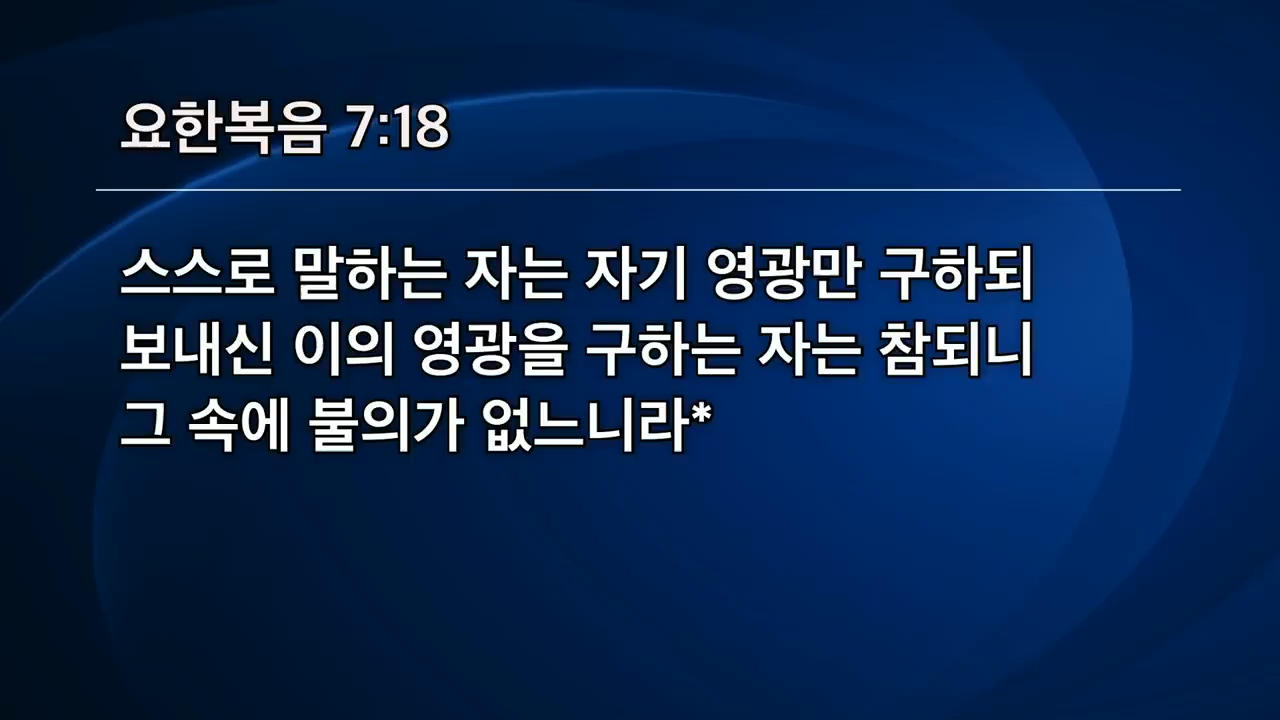 요한복음 7:18
스스로 말하는 자는 자기 영광만 구하되
보내신 이의 영광을 구하는 자는 참되니
그 속에 불의가 없느니라*